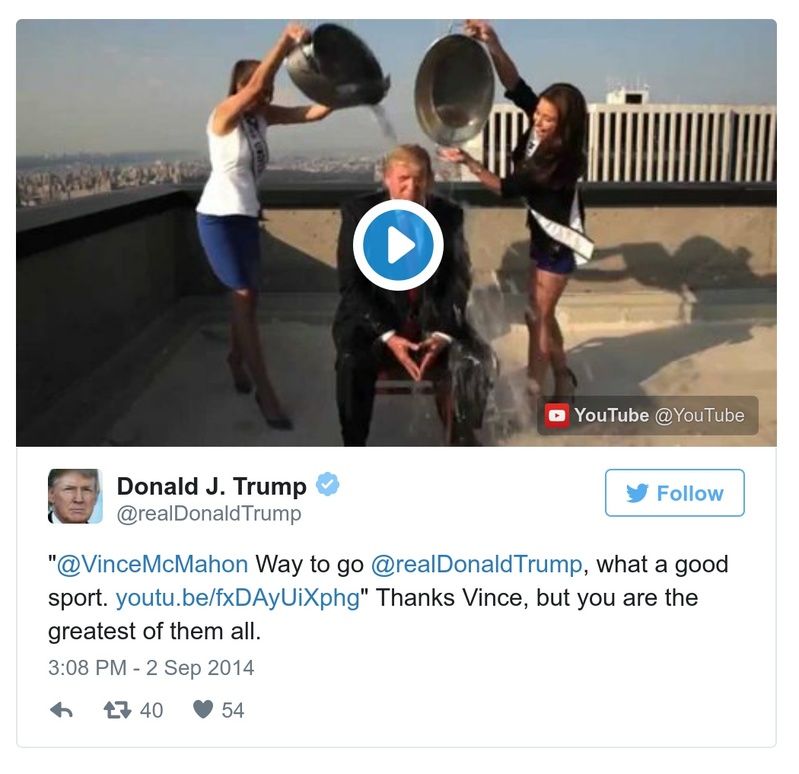 YouTube @YouTube
Donald J. Trump
Follow
@realDonaldTrump
"@VinceMcMahon Way to go @realDonaldTrump, what a good
sport. youtu.be/fxDAyUiXphg" Thanks Vince, but you are the
greatest of them all.
3:08 PM - 2 Sep 2014
40 54